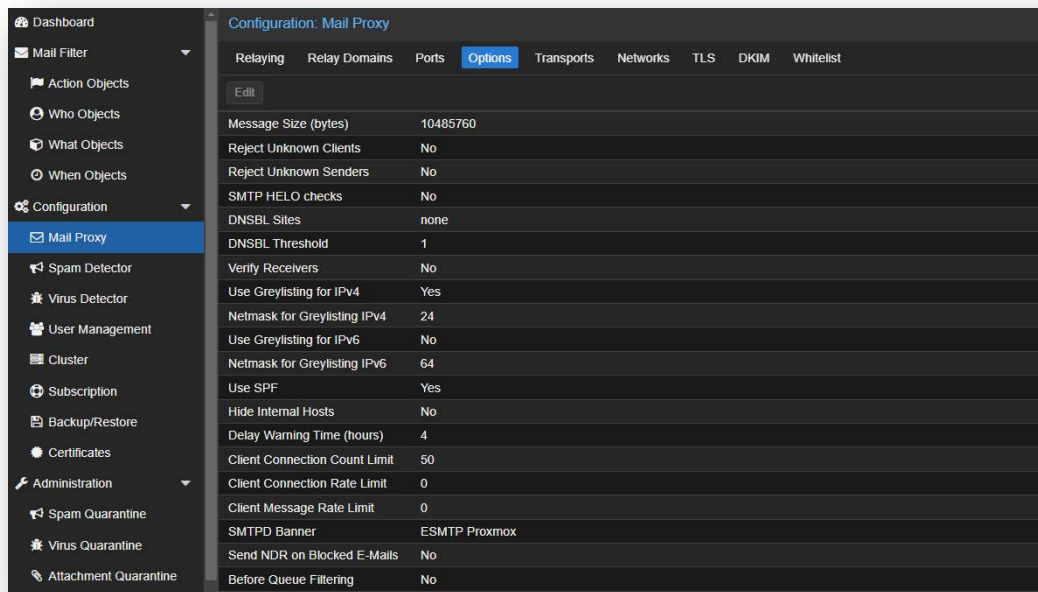 Dashboard
Mail Filter
Action Objects
Who Objects
What Objects
When Objects
Configuration
Mail Proxy
Spam Detector
Virus Detector
User Management
Cluster
Subscription
Backup/Restore
Certificates
Administration
Spam Quarantine
Virus Quarantine
Attachment Quarantine
Configuration: Mail Proxy
Relaying Relay Domains Ports Options Transports Networks TLS DKIM Whitelist
Edit
Message Size (bytes) 10485760
Reject Unknown Clients No
Reject Unknown Senders No
SMTP HELO checks No
DNSBL Sites none
DNSBL Threshold 1
Verify Receivers No
Use Greylisting for IPv4 Yes
Netmask for Greylisting IPv4 24
Use Greylisting for IPv6 No
Netmask for Greylisting IPv6 64
Use SPF Yes
Hide Internal Hosts No
Delay Warning Time (hours) 4
Client Connection Count Limit 50
Client Connection Rate Limit 0
Client Message Rate Limit 0
SMTPD Banner ESMTP Proxmox
Send NDR on Blocked E-Mails No
Before Queue Filtering No